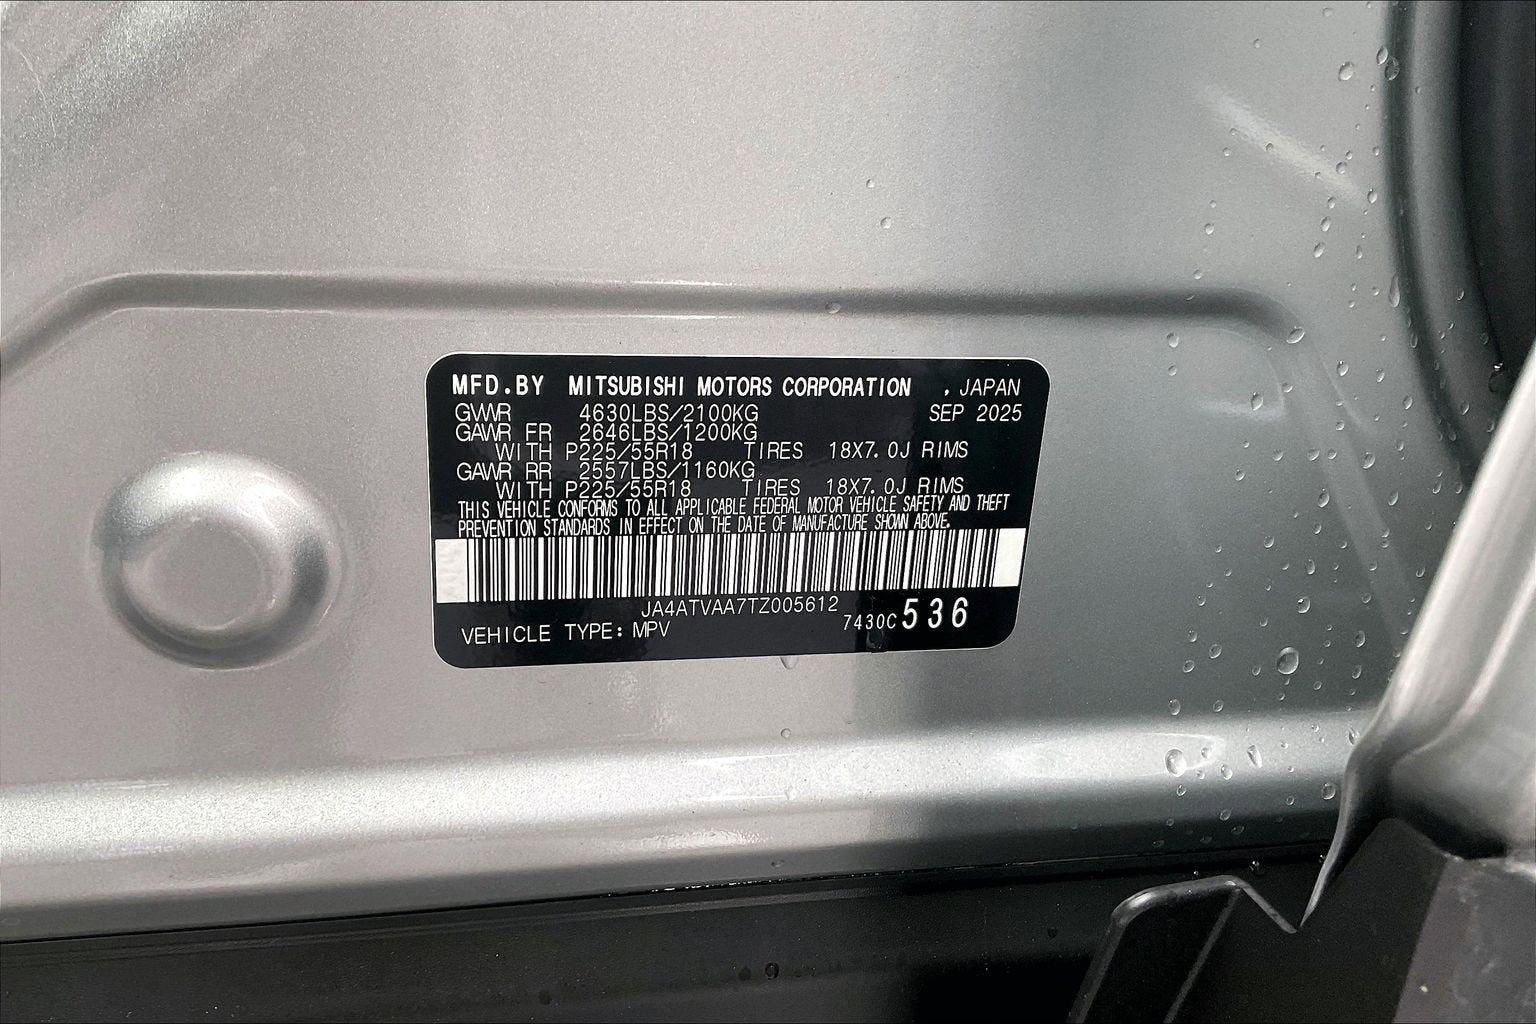 MFD.BY MITSUBISHI MOTORS CORPORATION , JAPAN
GVWR 4630LBS/2100KG SEP 2025
GAWR FR 2646LBS/1200KG
WITH P225/55R18 TIRES 18X7.0J RIMS
GAWR RR 2557LBS/1160KG
WITH P225/55R18 TIRES 18X7.0J RIMS
THIS VEHICLE CONFORMS TO ALL APPLICABLE FEDERAL MOTOR VEHICLE SAFETY AND THEFT
PREVENTION STANDARDS IN EFFECT ON THE DATE OF MANUFACTURE SHOWN ABOVE.
JA4ATVAA7TZ005612
VEHICLE TYPE: MPV 7430C 536